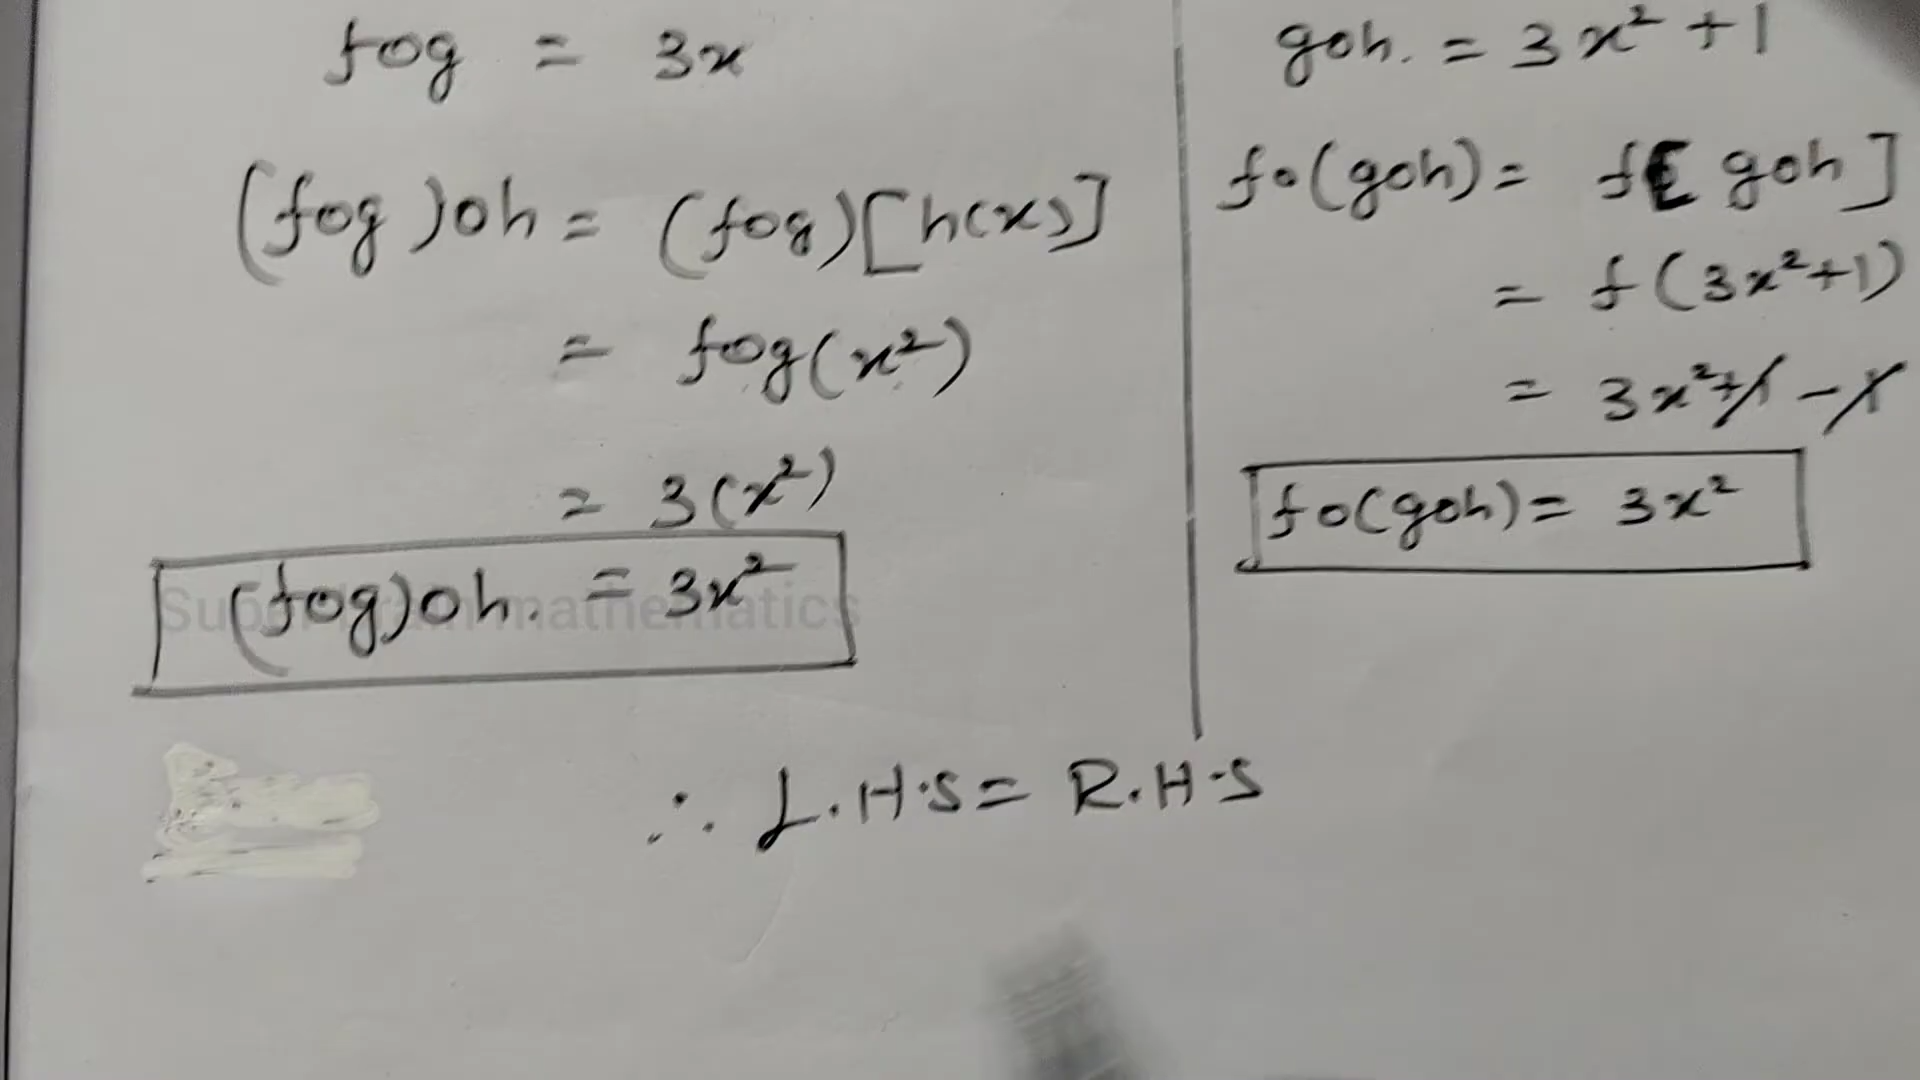 fog = 3x
(fog)oh = (fog)[h(x)]
= fog(x²)
= 3(x²)
(fog)oh. = 3x²
goh. = 3x² + 1
fo(goh) = f[goh]
= f(3x²+1)
= 3x²+1 - 1
fo(goh) = 3x²
∴ L.H.S = R.H.S
mathematics